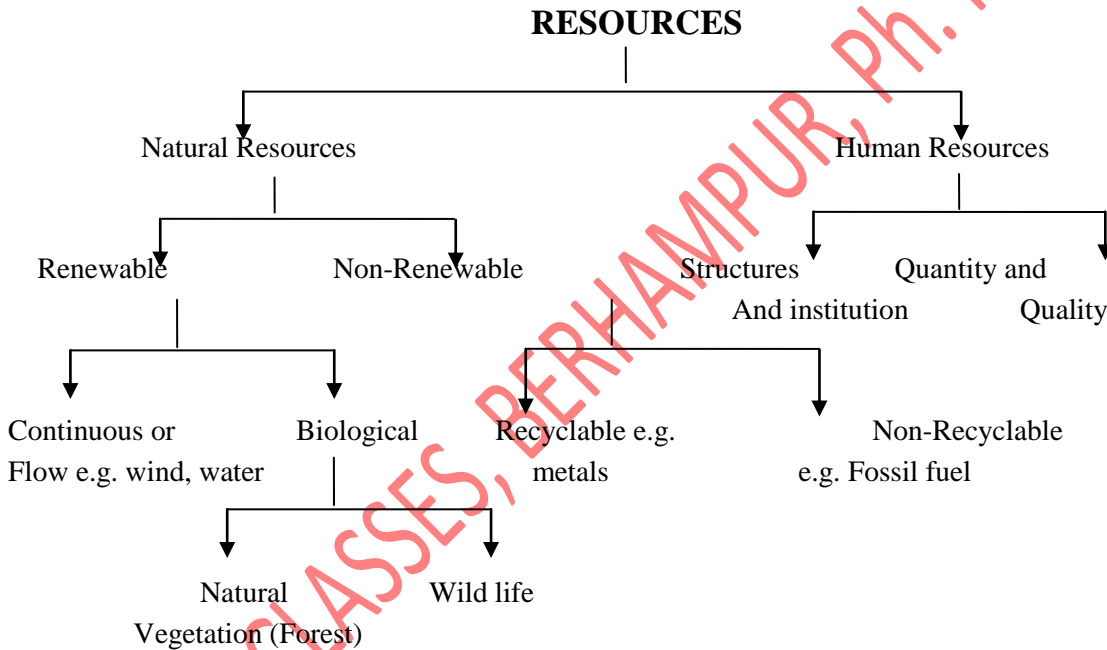 RESOURCES
Natural Resources
Human Resources
Renewable
Non-Renewable
Structures
And institution
Quantity and
Quality
Continuous or
Flow e.g. wind, water
Biological
Recyclable e.g.
metals
Non-Recyclable
e.g. Fossil fuel
Natural
Vegetation (Forest)
Wild life
CLASSES, BERHAMPUR, Ph.